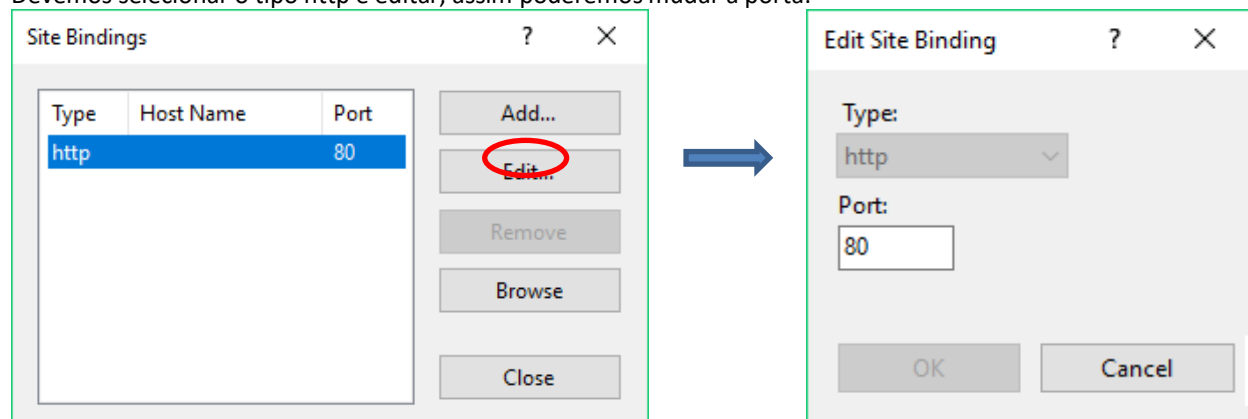 Devemos selecionar o tipo http e editar, assim poderemos mudar a porta.
Site Bindings ? ×
Type Host Name Port
http 80
Add...
Edit...
Remove
Browse
Close
Edit Site Binding ? ×
Type:
http
Port:
80
OK Cancel